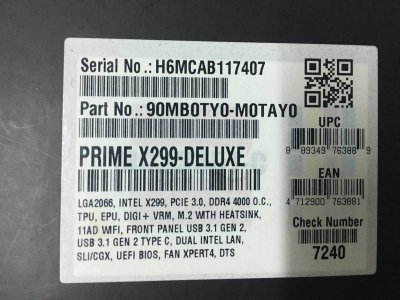 Serial No.: H6MCAB117407
Part No.: 90MB0TY0-M0TAY0
UPC
8 89349 76388 9
PRIME X299-DELUXE
EAN
4 712900 763881
LGA2066, INTEL X299, PCIE 3.0, DDR4 4000 O.C.,
TPU, EPU, DIGI+ VRM, M.2 WITH HEATSINK,
11AD WIFI, FRONT PANEL USB 3.1 GEN 2,
USB 3.1 GEN 2 TYPE C, DUAL INTEL LAN,
SLI/CGX, UEFI BIOS, FAN XPERT4, DTS
Check Number
7240